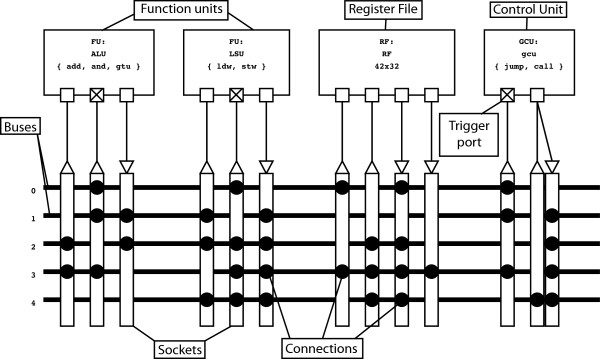 Function units
Register File
Control Unit
FU:
ALU
{ add, and, gtu }
FU:
LSU
{ ldw, stw }
RF:
RF
42x32
GCU:
gcu
{ jump, call }
Trigger
port
Buses
0
1
2
3
4
Sockets
Connections